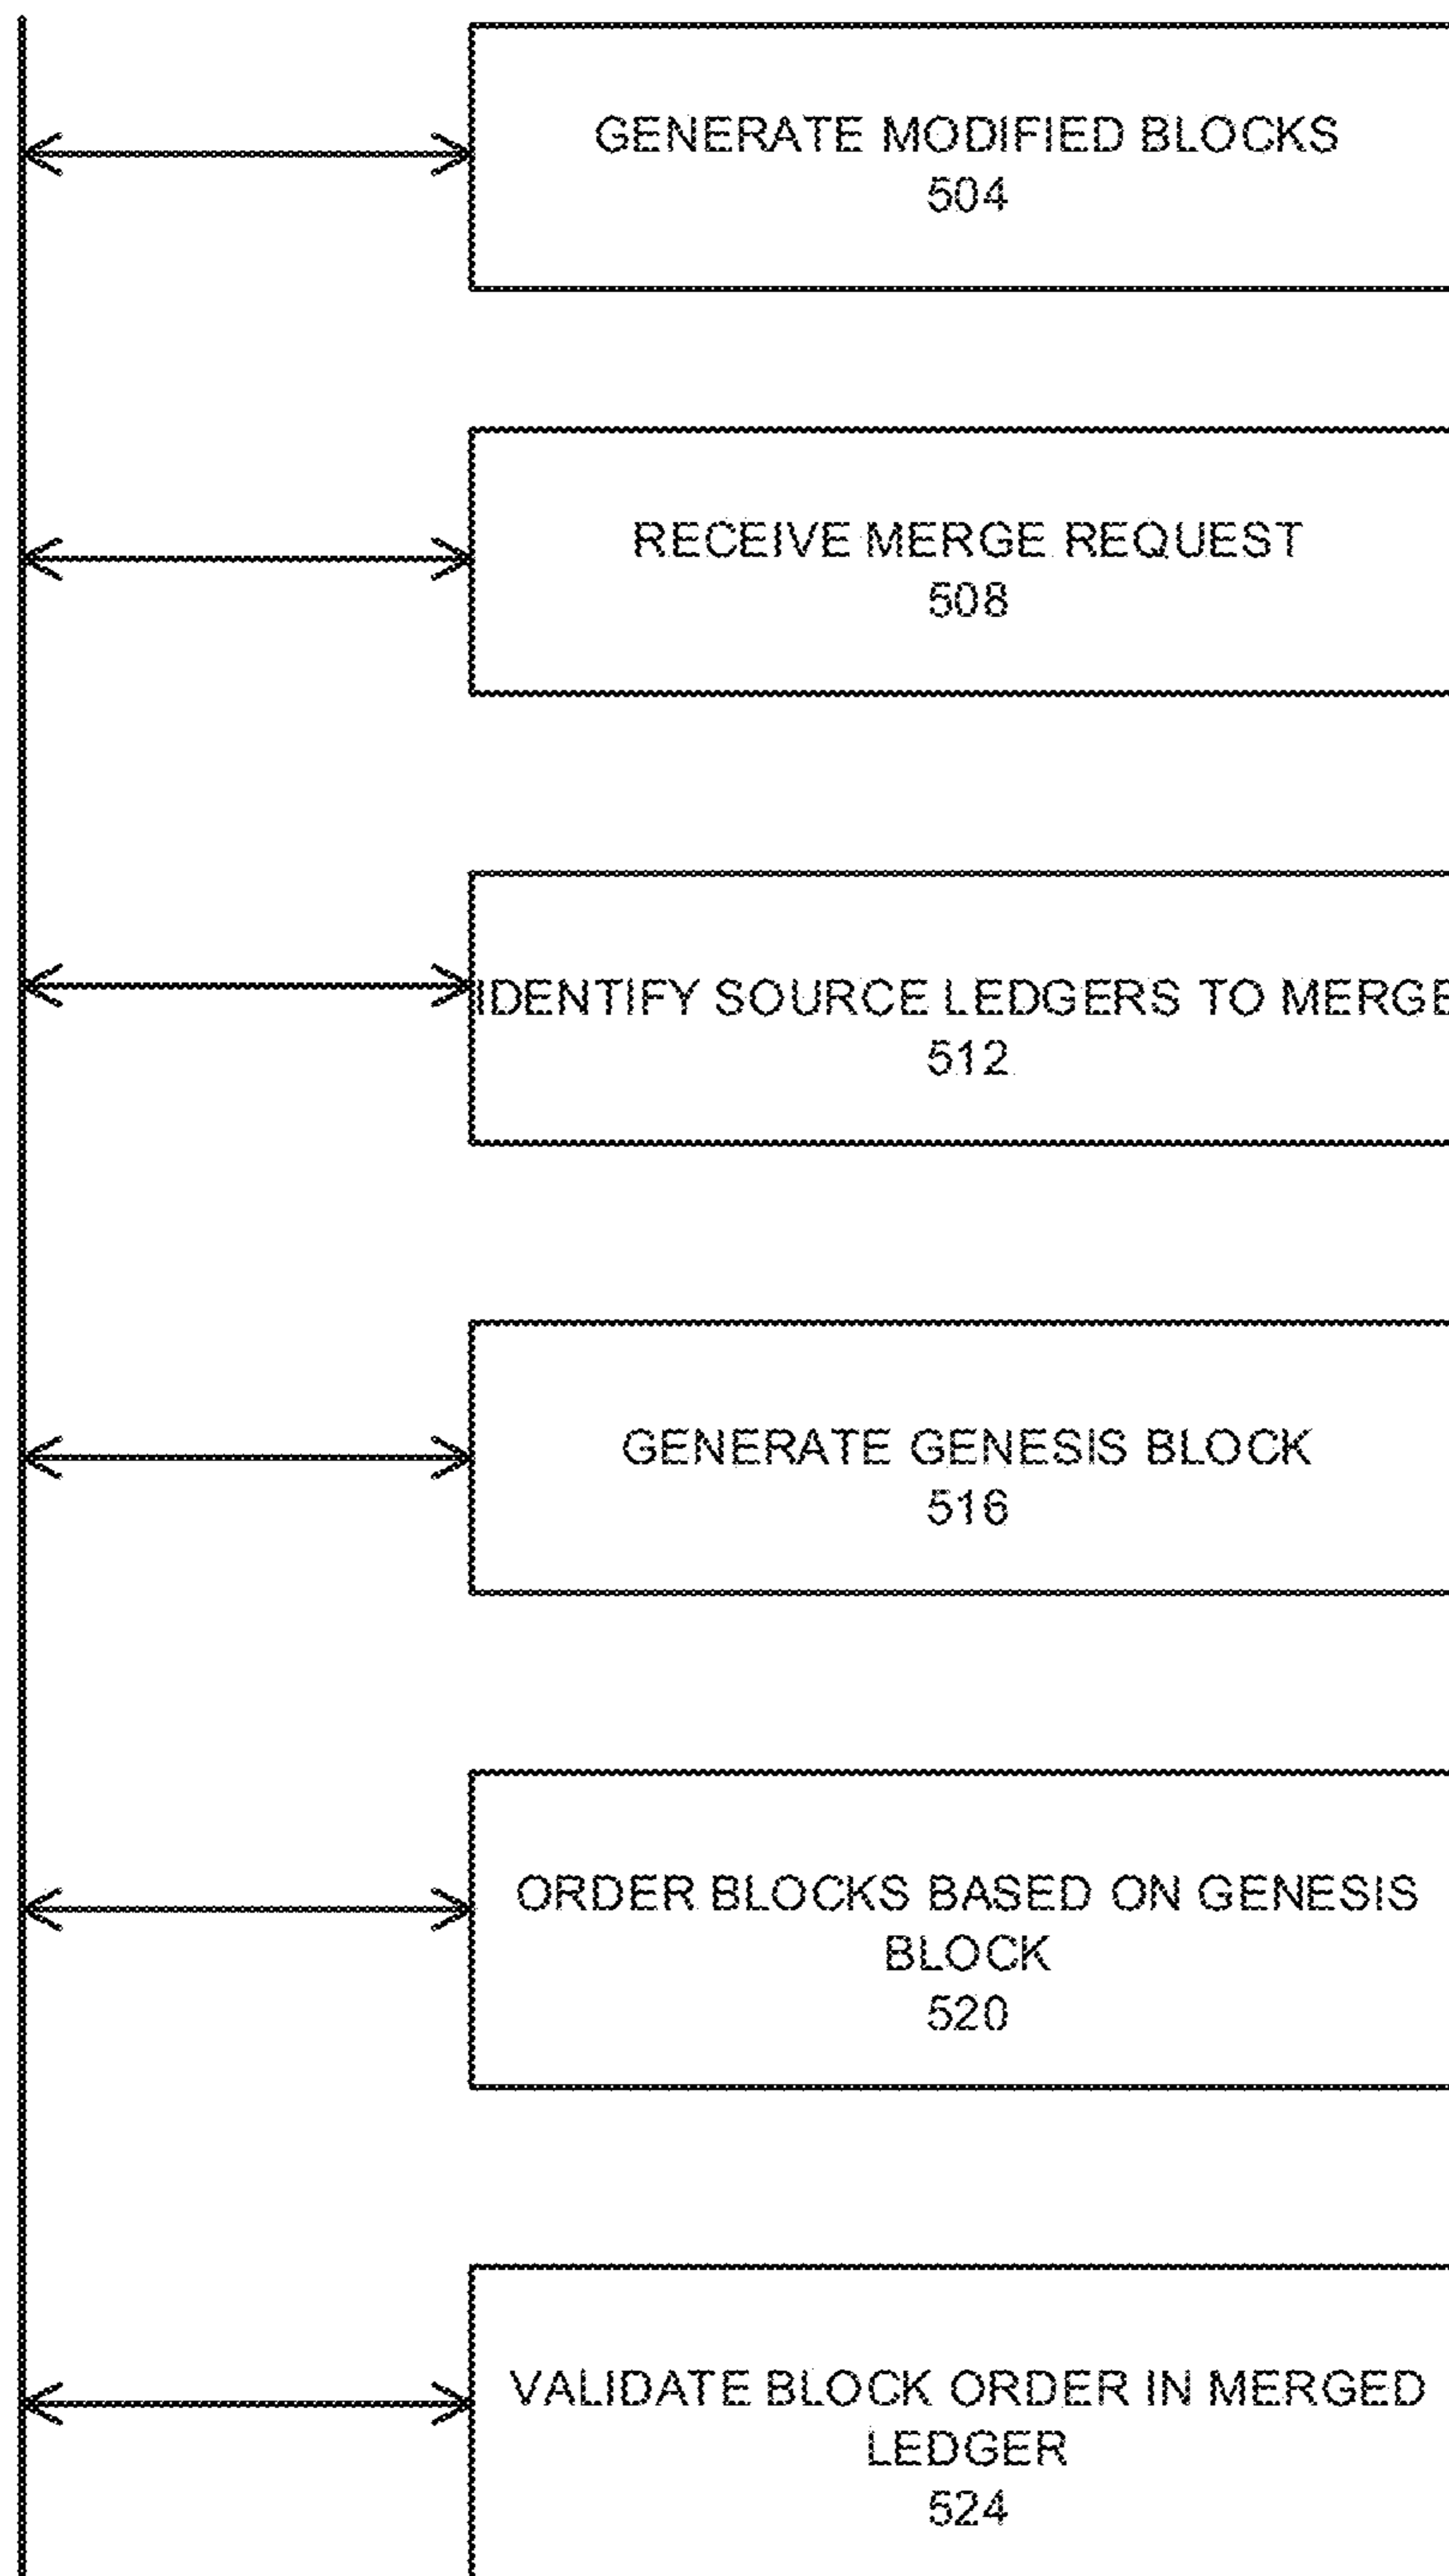 GENERATE MODIFIED BLOCKS
504
RECEIVE MERGE REQUEST
508
IDENTIFY SOURCE LEDGERS TO MERGE
512
GENERATE GENESIS BLOCK
516
ORDER BLOCKS BASED ON GENESIS
BLOCK
520
VALIDATE BLOCK ORDER IN MERGED
LEDGER
524